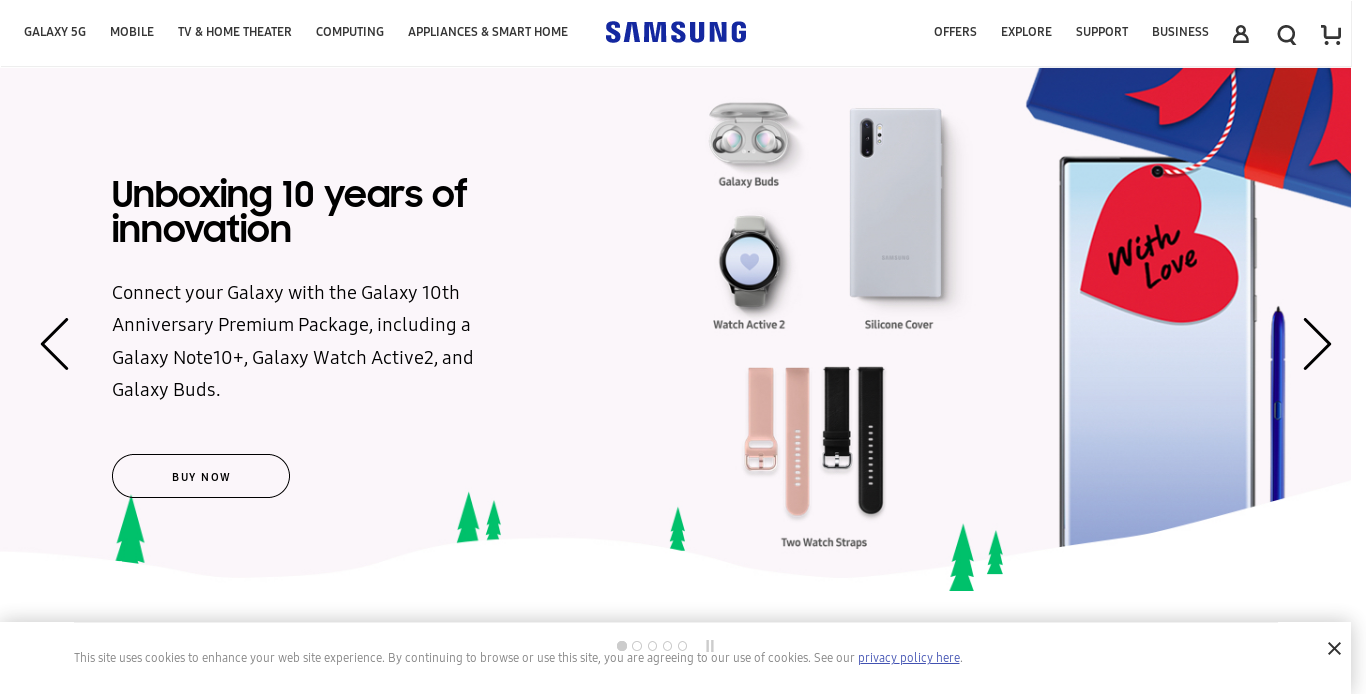 GALAXY 5G MOBILE TV & HOME THEATER COMPUTING APPLIANCES & SMART HOME SAMSUNG OFFERS EXPLORE SUPPORT BUSINESS
Unboxing 10 years of
innovation
Connect your Galaxy with the Galaxy 10th
Anniversary Premium Package, including a
Galaxy Note10+, Galaxy Watch Active2, and
Galaxy Buds.
BUY NOW
Galaxy Buds
Watch Active 2
SAMSUNG
Silicone Cover
Two Watch Straps
With
Love
This site uses cookies to enhance your web site experience. By continuing to browse or use this site, you are agreeing to our use of cookies. See our privacy policy here.